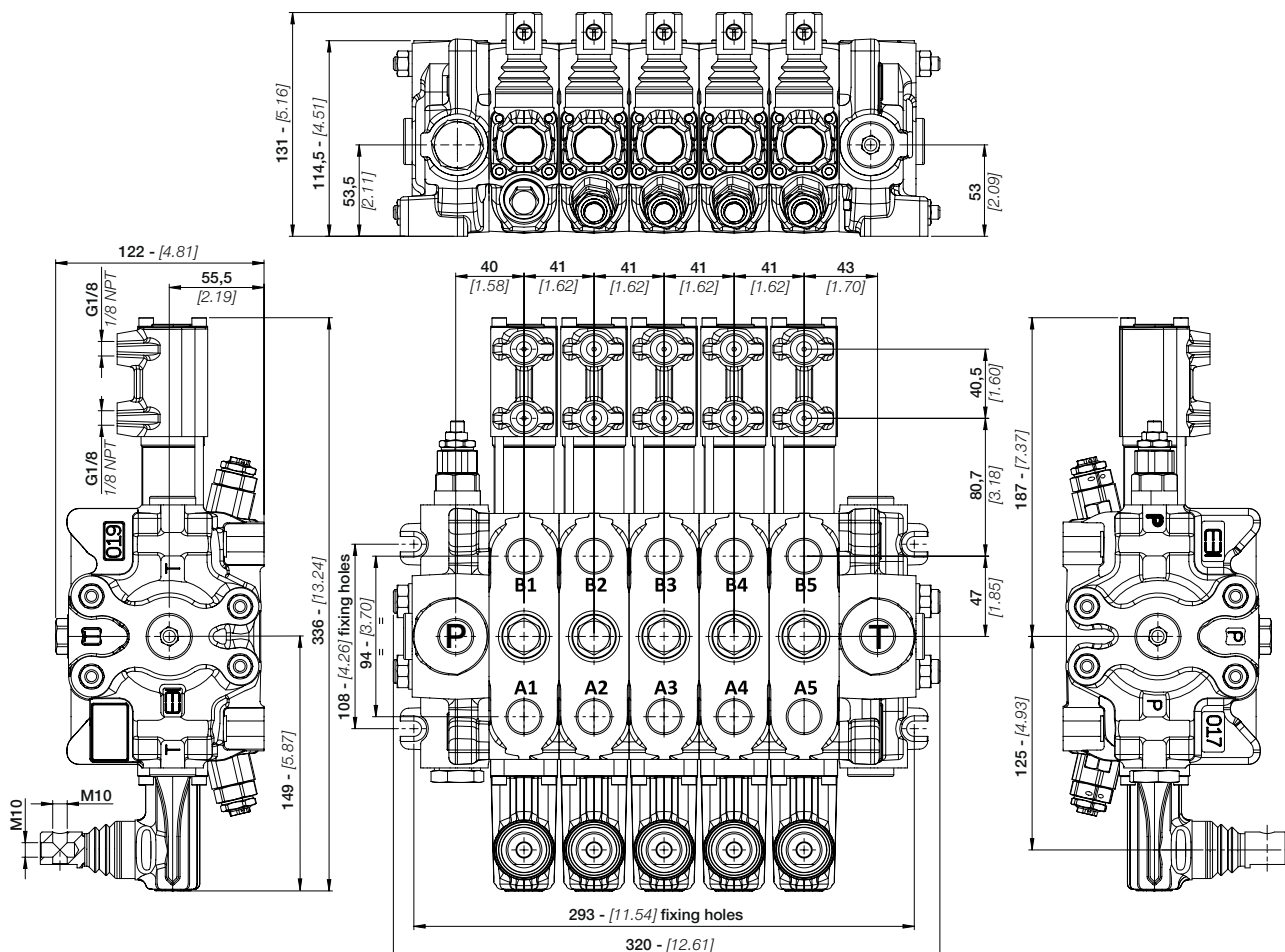 131 - [5.16]
114,5 - [4.51]
53,5
[2.11]
53
[2.09]
122 - [4.81]
55,5
[2.19]
G1/8
1/8 NPT
G1/8
1/8 NPT
40
[1.58]
41
[1.62]
41
[1.62]
41
[1.62]
41
[1.62]
43
[1.70]
40,5
[1.60]
80,7
[3.18]
47
[1.85]
187 - [7.37]
125 - [4.93]
336 - [13.24]
149 - [5.87]
108 - [4.26] fixing holes
94 - [3.70]
= =
019
T
T
M10
M10
B1 B2 B3 B4 B5
P
T
A1 A2 A3 A4 A5
P
P
P
017
293 - [11.54] fixing holes
320 - [12.61]